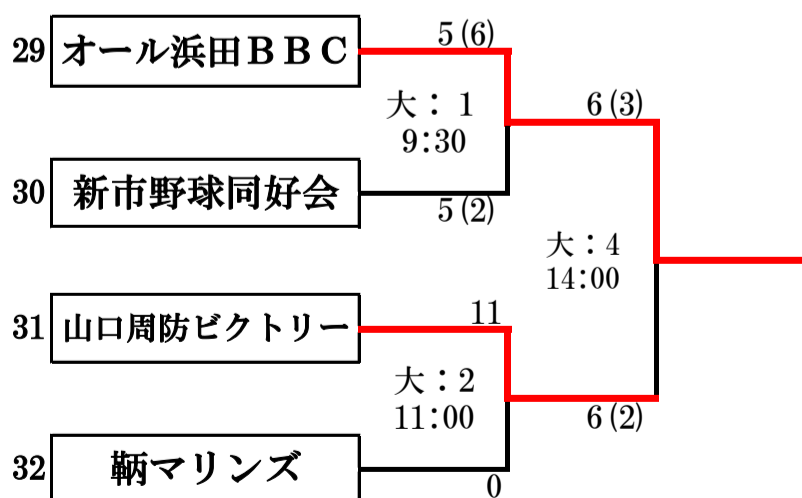 29 オール浜田ＢＢＣ 5(6)
大：1
9:30
6(3)
30 新市野球同好会 5(2)
大：4
14:00
31 山口周防ビクトリー 11
大：2
11:00
6(2)
32 鞆マリンズ 0